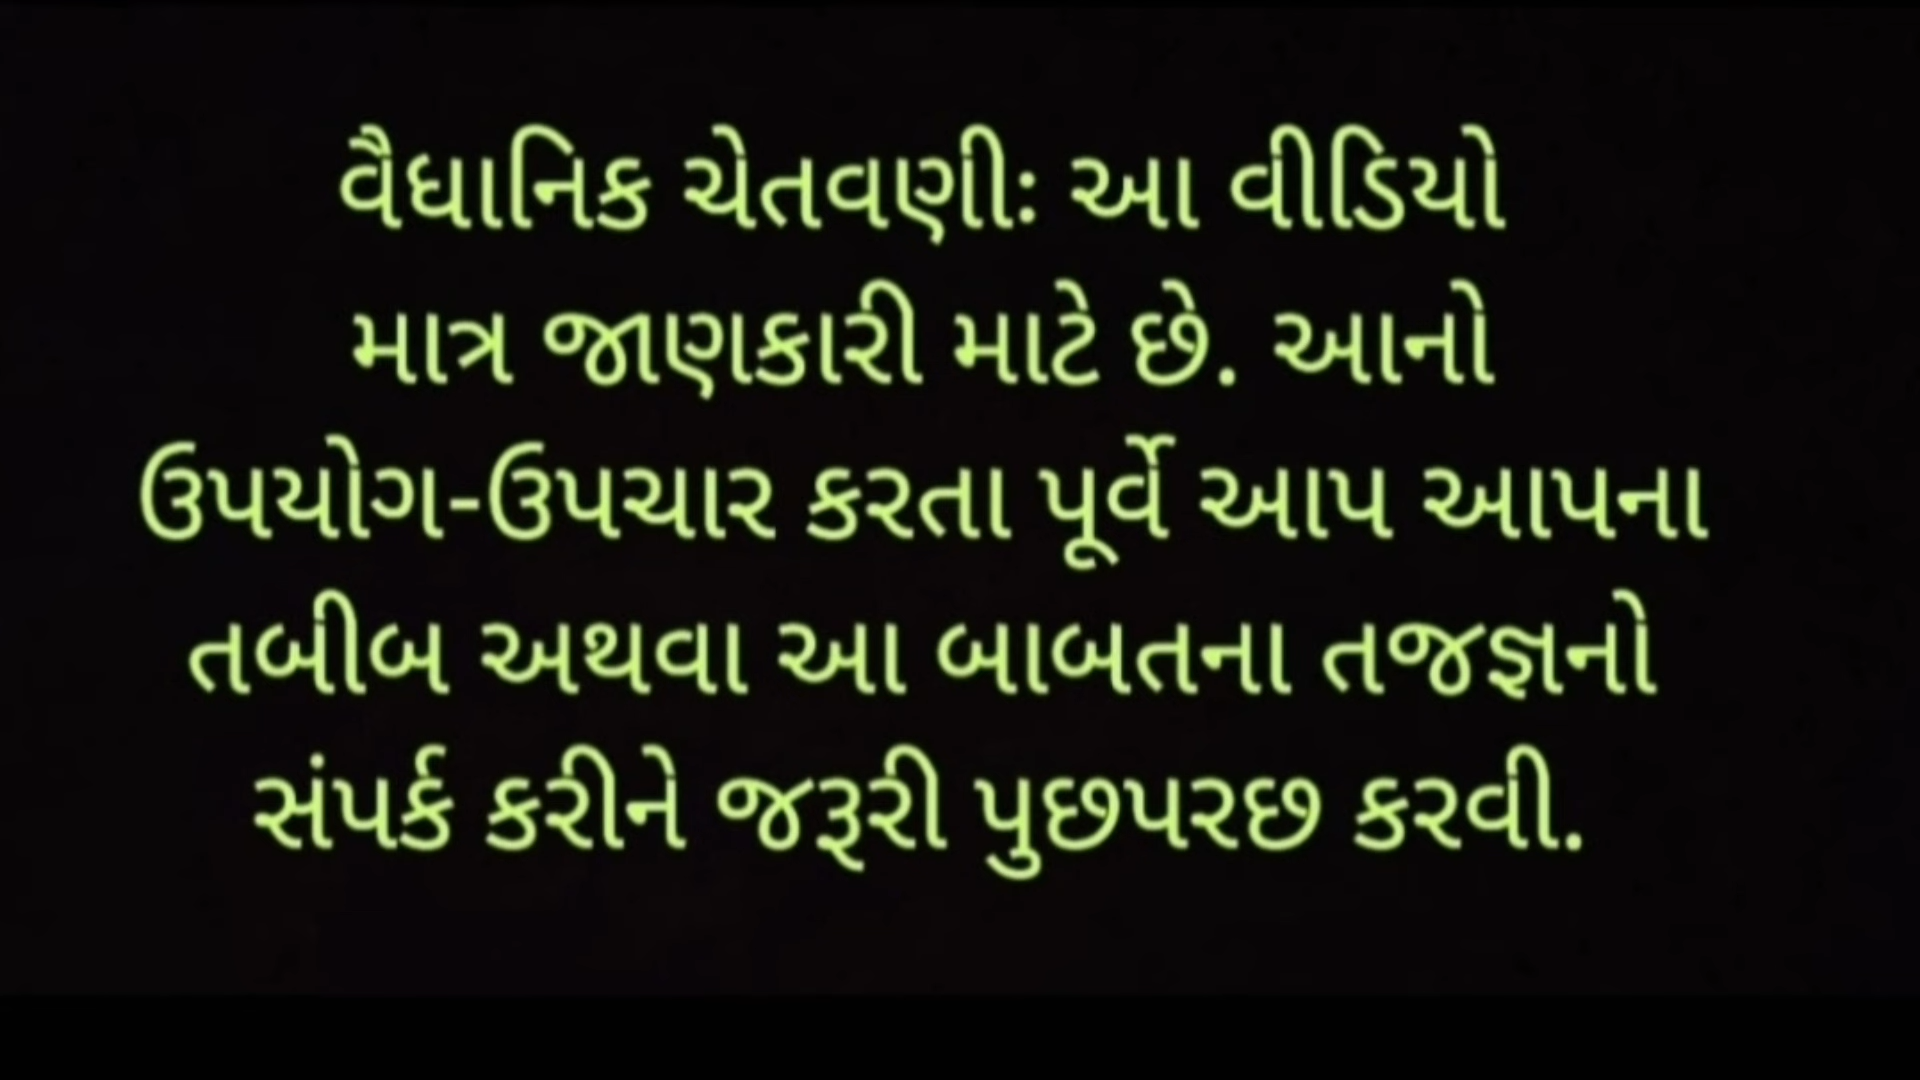 વૈધાનિક ચેતવણીઃ આ વીડિયો
માત્ર જાણકારી માટે છે. આનો
ઉપયોગ-ઉપચાર કરતા પૂર્વે આપ આપના
તબીબ અથવા આ બાબતના તજજ્ઞનો
સંપર્ક કરીને જરૂરી પુછપરછ કરવી.